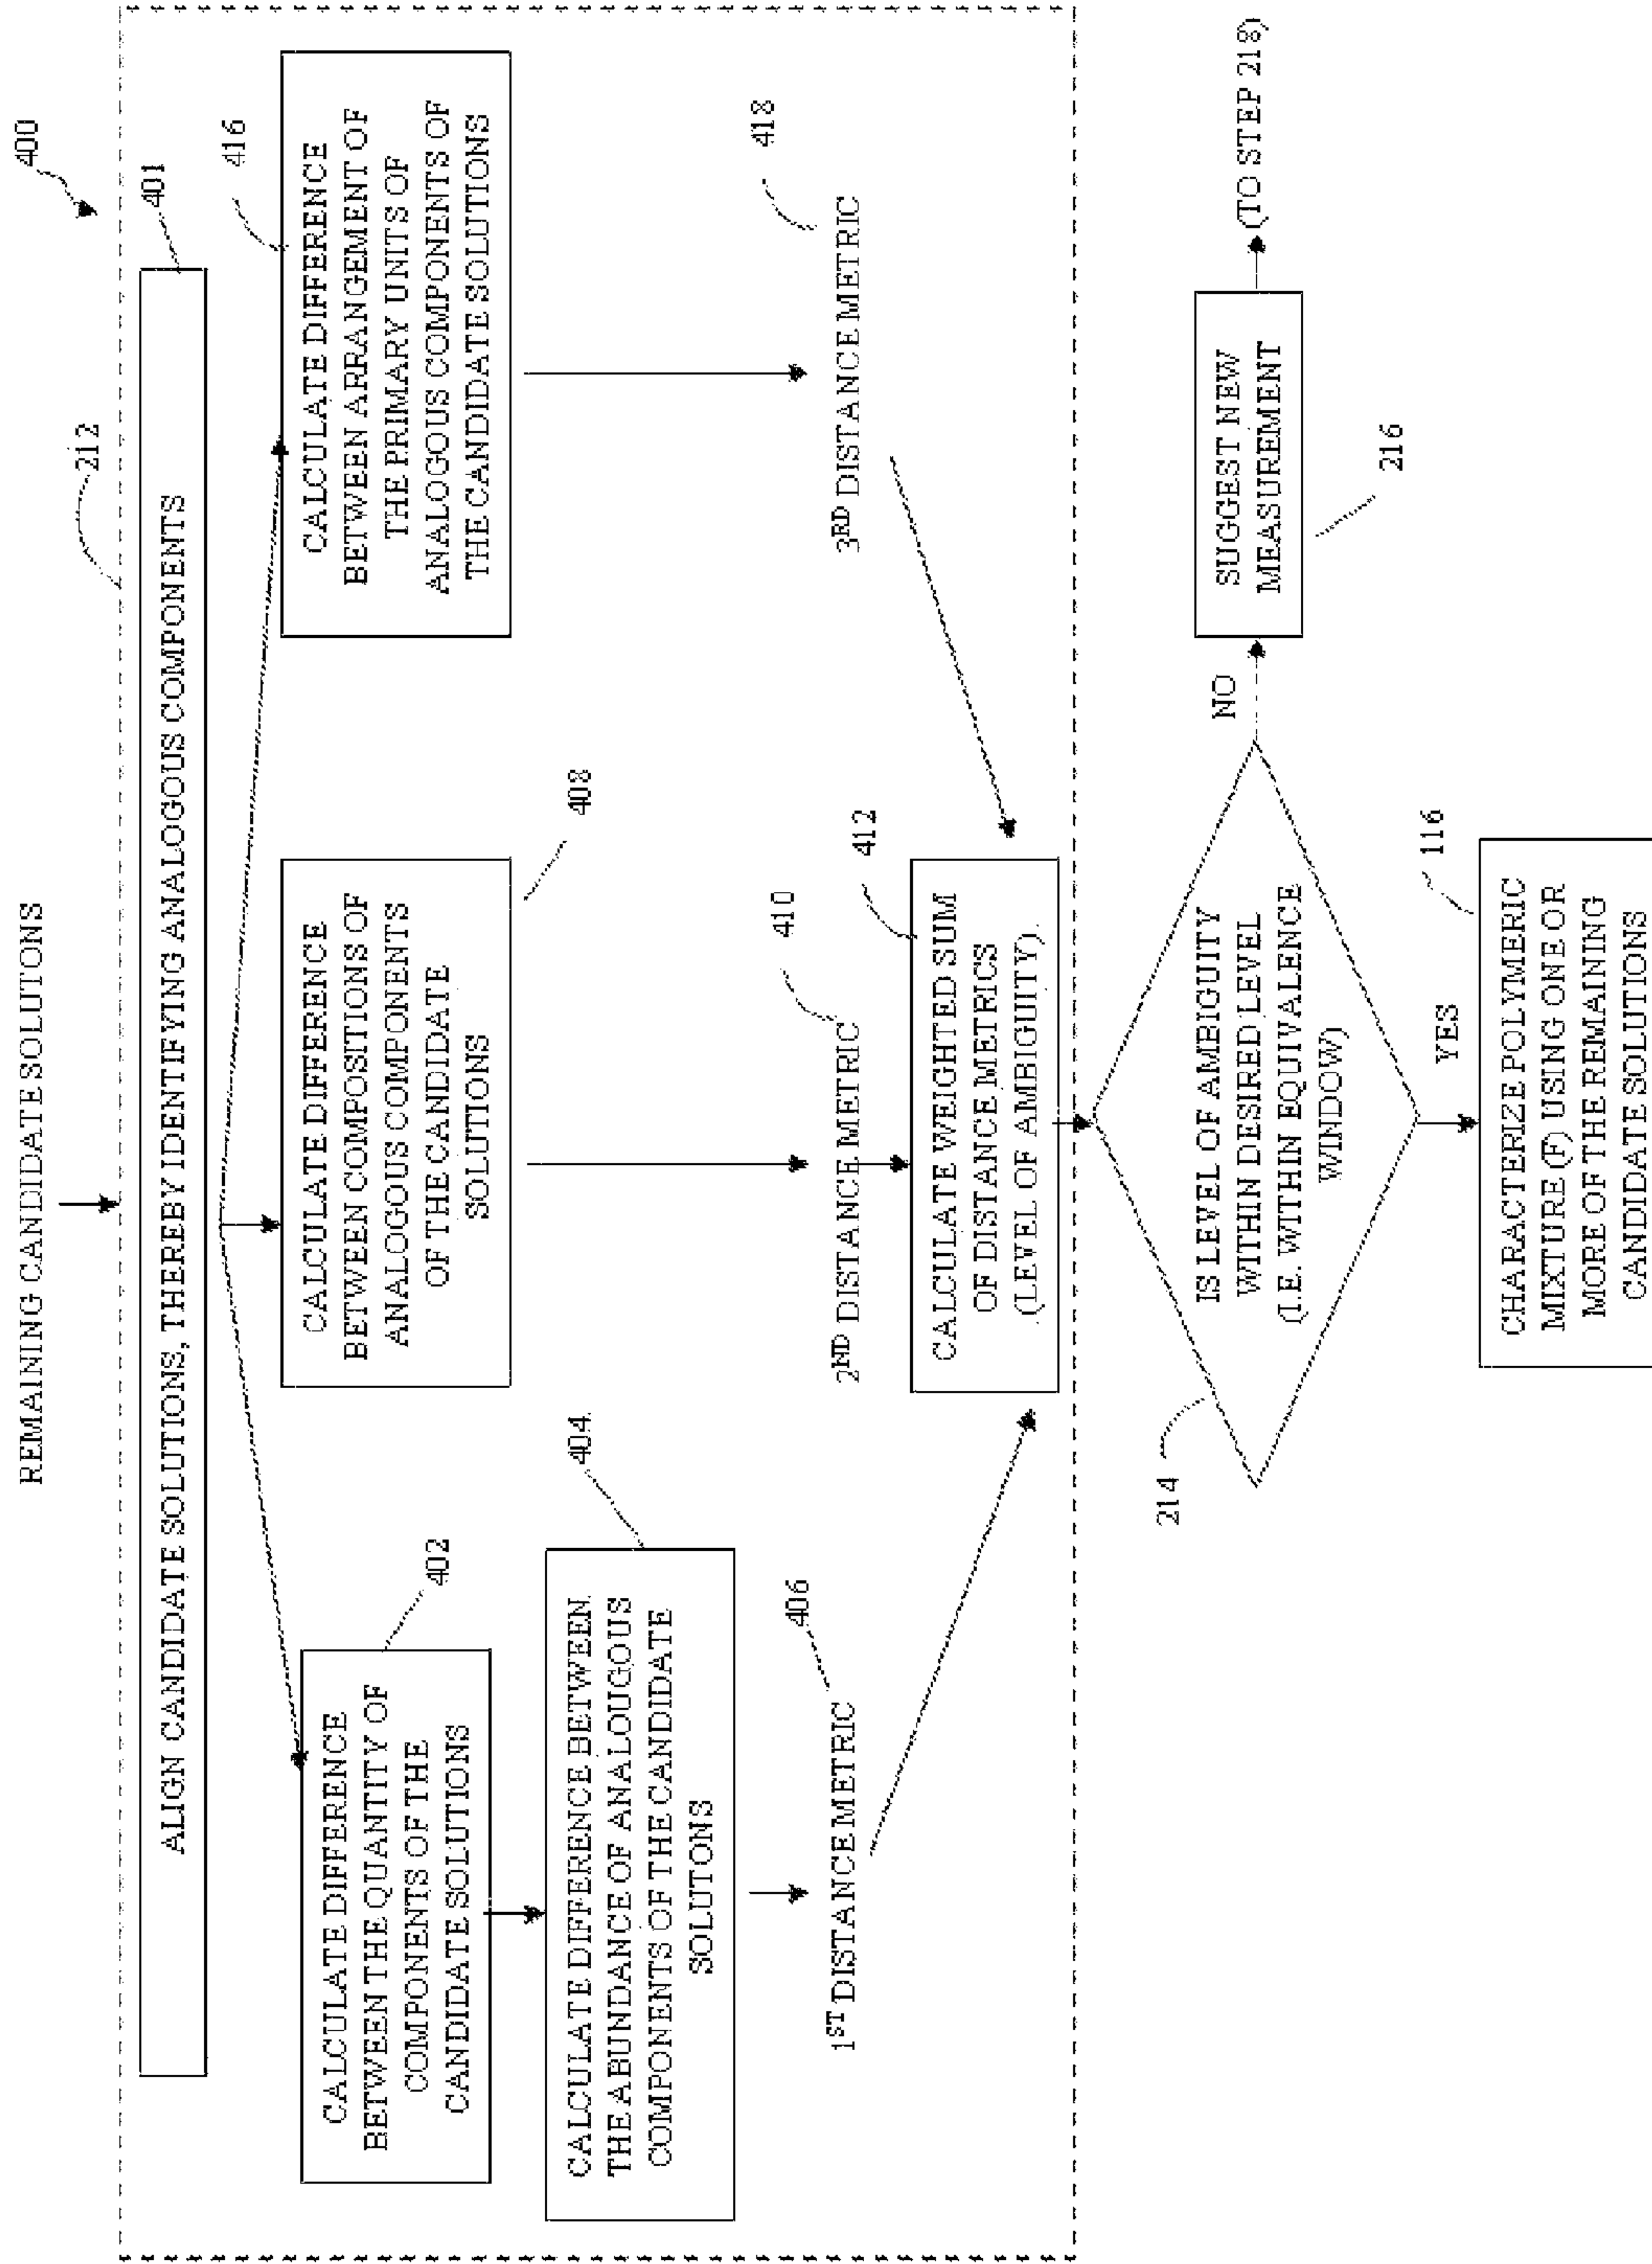 REMAINING CANDIDATE SOLUTONS
400
212
401
ALIGN CANDIDATE SOLUTIONS, THEREBY IDENTIFYING ANALOGOUS COMPONENTS
402
CALCULATE DIFFERENCE
BETWEEN THE QUANTITY OF
COMPONENTS OF THE
CANDIDATE SOLUTIONS
404
CALCULATE DIFFERENCE BETWEEN
THE ABUNDANCE OF ANALOUGOUS
COMPONENTS OF THE CANDIDATE
SOLUTONS
406
1ST DISTANCE METRIC
CALCULATE DIFFERENCE
BETWEEN COMPOSITIONS OF
ANALOGOUS COMPONENTS
OF THE CANDIDATE
SOLUTIONS
408
2ND DISTANCE METRIC
410
416
CALCULATE DIFFERENCE
BETWEEN ARRANGEMENT OF
THE PRIMARY UNITS OF
ANALOGOUS COMPONENTS OF
THE CANDIDATE SOLUTIONS
3RD DISTANCE METRIC
418
412
CALCULATE WEIGHTED SUM
OF DISTANCE METRICS
(LEVEL OF AMBIGUITY)
214
IS LEVEL OF AMBIGUITY
WITHIN DESIRED LEVEL
(I.E. WITHIN EQUIVALENCE
WINDOW)
NO
SUGGEST NEW
MEASUREMENT
216
(TO STEP 218)
YES
116
CHARACTERIZE POLYMERIC
MIXTURE (F) USING ONE OR
MORE OF THE REMAINING
CANDIDATE SOLUTIONS